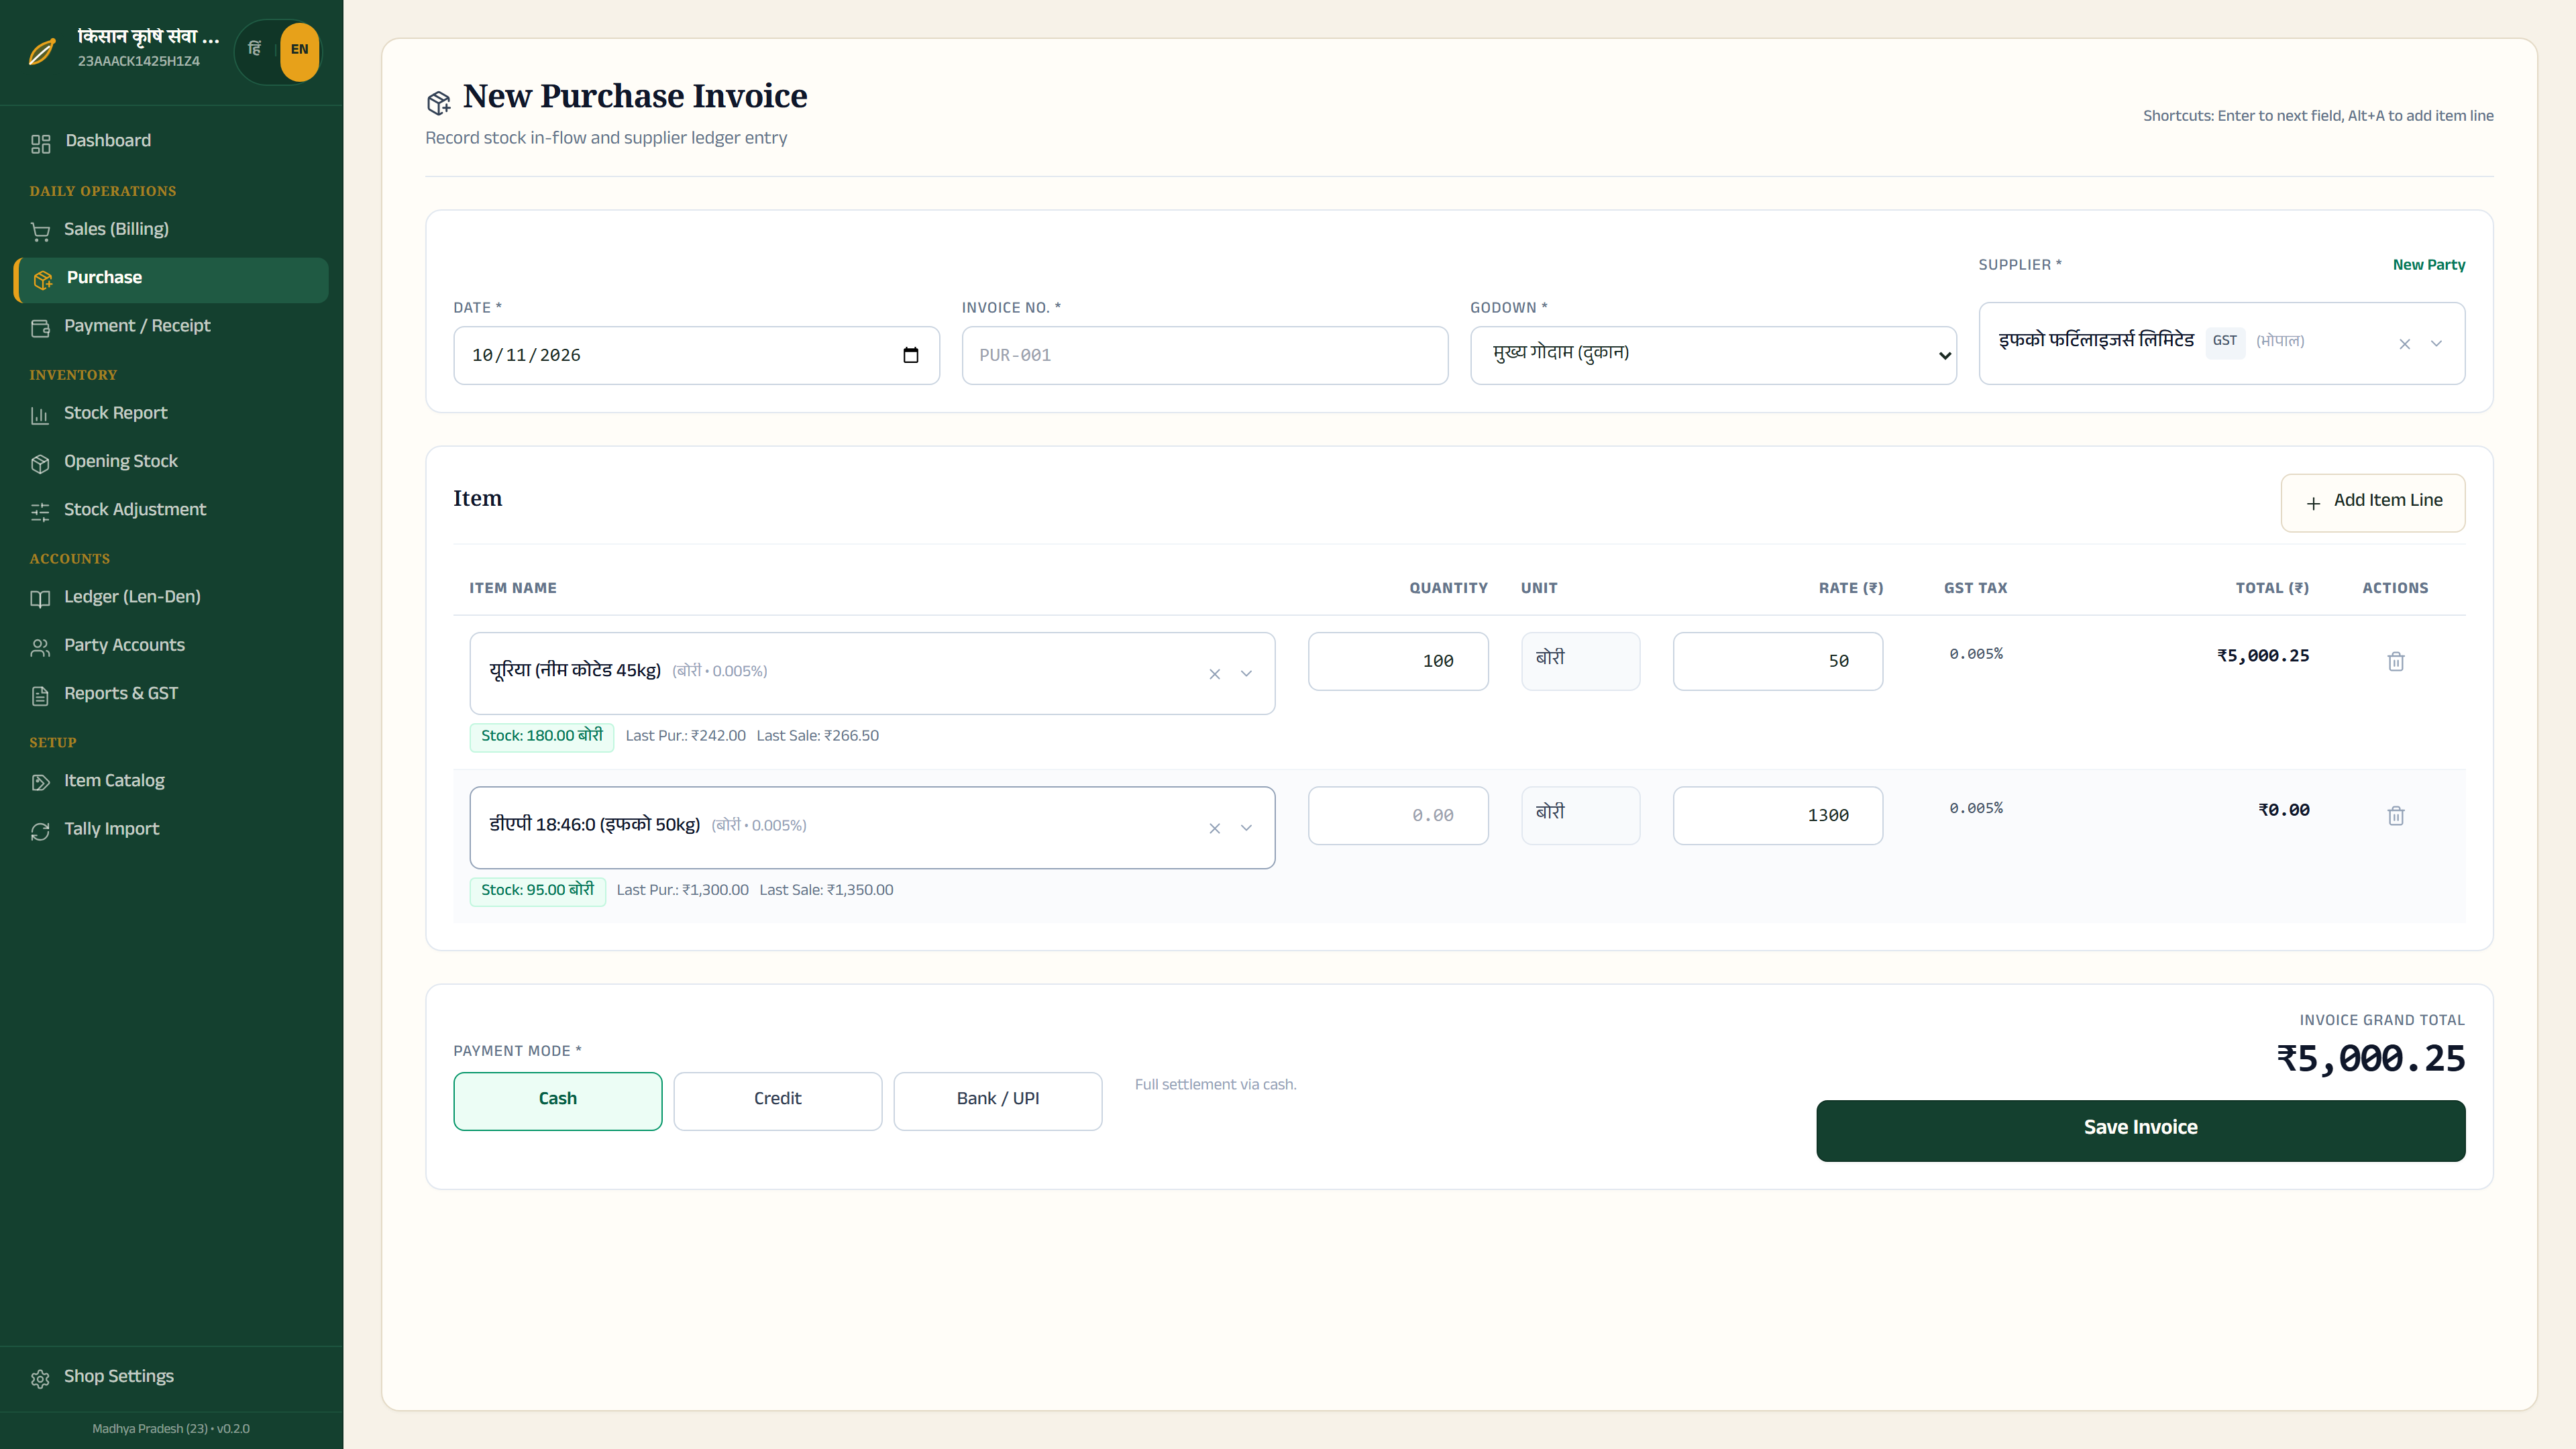 किसान कृषि सेवा ...
23AAACK1425H1Z4
हिं
EN
Dashboard
DAILY OPERATIONS
Sales (Billing)
Purchase
Payment / Receipt
INVENTORY
Stock Report
Opening Stock
Stock Adjustment
ACCOUNTS
Ledger (Len-Den)
Party Accounts
Reports & GST
SETUP
Item Catalog
Tally Import
Shop Settings
Madhya Pradesh (23) • v0.2.0
New Purchase Invoice
Record stock in-flow and supplier ledger entry
Shortcuts: Enter to next field, Alt+A to add item line
DATE *
10/11/2026
INVOICE NO. *
PUR-001
GODOWN *
मुख्य गोदाम (दुकान)
SUPPLIER *
New Party
इफको फर्टिलाइजर्स लिमिटेड GST (भोपाल)
Item
Add Item Line
ITEM NAME QUANTITY UNIT RATE (₹) GST TAX TOTAL (₹) ACTIONS
यूरिया (नीम कोटेड 45kg) (बोरी • 0.005%) 100 बोरी 50 0.005% ₹5,000.25
Stock: 180.00 बोरी Last Pur.: ₹242.00 Last Sale: ₹266.50
डीएपी 18:46:0 (इफको 50kg) (बोरी • 0.005%) 0.00 बोरी 1300 0.005% ₹0.00
Stock: 95.00 बोरी Last Pur.: ₹1,300.00 Last Sale: ₹1,350.00
PAYMENT MODE *
Cash
Credit
Bank / UPI
Full settlement via cash.
INVOICE GRAND TOTAL
₹5,000.25
Save Invoice